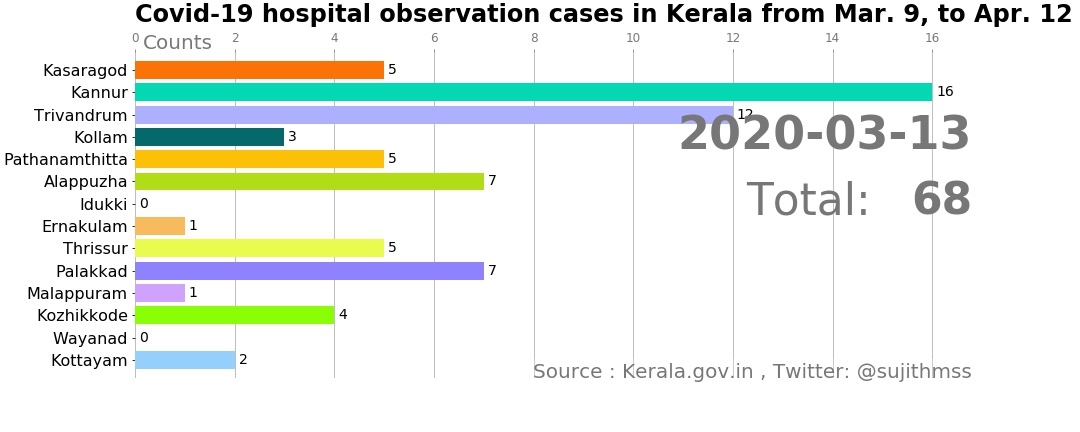 Covid-19 hospital observation cases in Kerala from Mar. 9, to Apr. 12
0 2 4 6 8 10 12 14 16
Counts
Kasaragod 5
Kannur 16
Trivandrum 12
2020-03-13
Kollam 3
Pathanamthitta 5
Alappuzha 7
Total: 68
Idukki 0
Ernakulam 1
Thrissur 5
Palakkad 7
Malappuram 1
Kozhikkode 4
Wayanad 0
Kottayam 2
Source : Kerala.gov.in , Twitter: @sujithmss